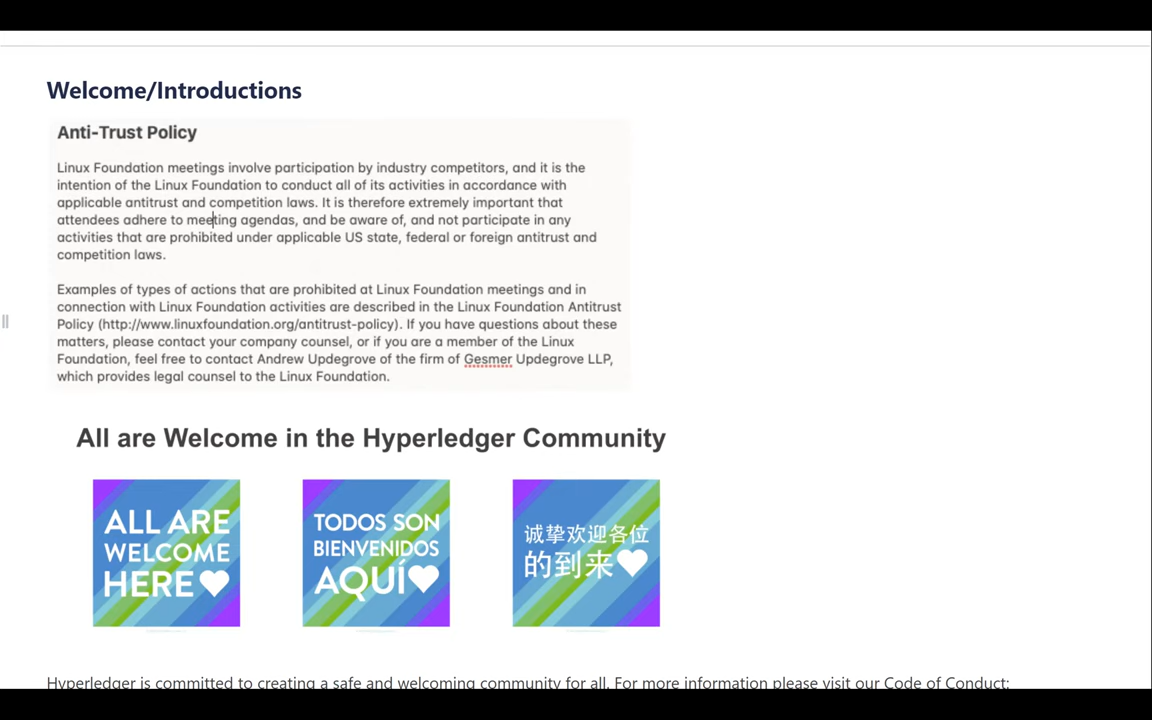 Welcome/Introductions
Anti-Trust Policy
Linux Foundation meetings involve participation by industry competitors, and it is the
intention of the Linux Foundation to conduct all of its activities in accordance with
applicable antitrust and competition laws. It is therefore extremely important that
attendees adhere to meeting agendas, and be aware of, and not participate in any
activities that are prohibited under applicable US state, federal or foreign antitrust and
competition laws.
Examples of types of actions that are prohibited at Linux Foundation meetings and in
connection with Linux Foundation activities are described in the Linux Foundation Antitrust
Policy (http://www.linuxfoundation.org/antitrust-policy). If you have questions about these
matters, please contact your company counsel, or if you are a member of the Linux
Foundation, feel free to contact Andrew Updegrove of the firm of Gesmer Updegrove LLP,
which provides legal counsel to the Linux Foundation.
All are Welcome in the Hyperledger Community
ALL ARE
WELCOME
HERE
TODOS SON
BIENVENIDOS
AQUÍ
诚挚欢迎各位
的到来
Hyperledger is committed to creating a safe and welcoming community for all. For more information please visit our Code of Conduct: